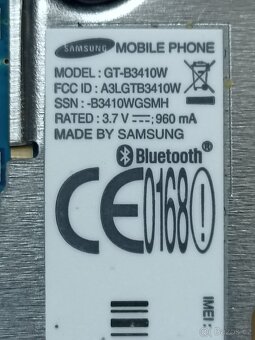 SAMSUNG MOBILE PHONE
MODEL: GT-B3410W
FCC ID : A3LGTB3410W
SSN : -B3410WGSMH
RATED : 3.7 V ⎓; 960 mA
MADE BY SAMSUNG
Bluetooth®
CE0168!
IMEI :